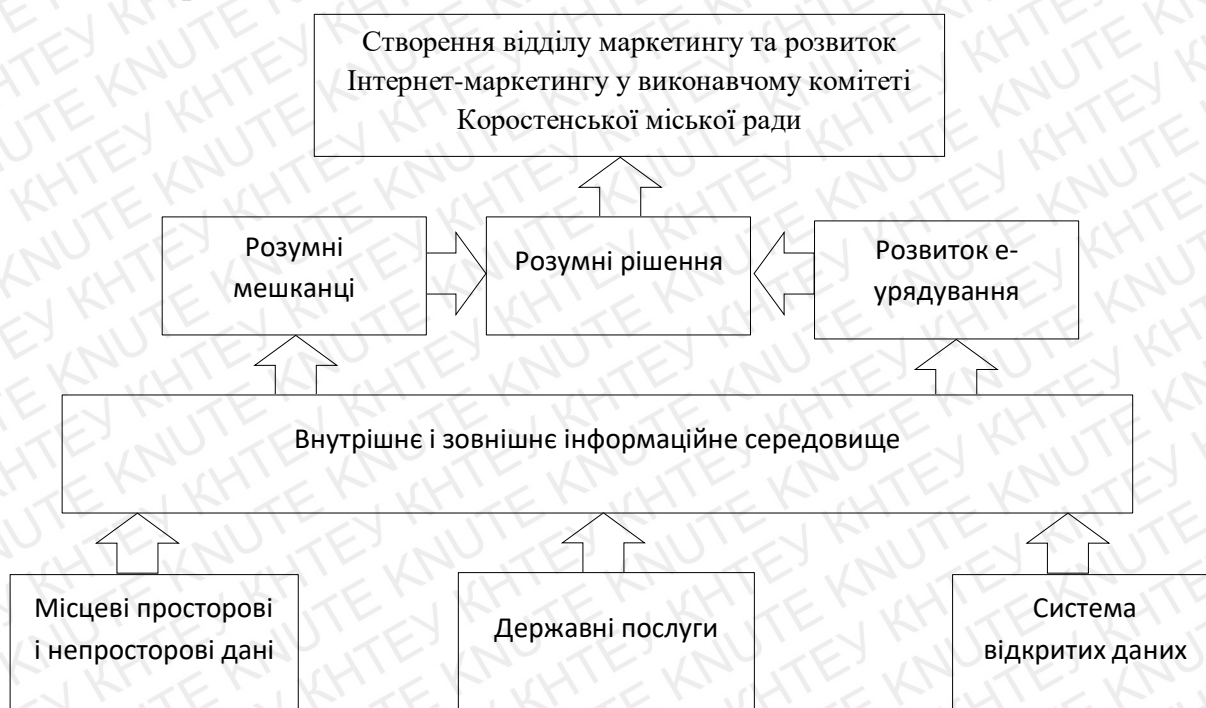 Створення відділу маркетингу та розвиток
Інтернет-маркетингу у виконавчому комітеті
Коростенської міської ради
Розумні
мешканці
Розумні рішення
Розвиток е-
урядування
Внутрішнє і зовнішнє інформаційне середовище
Місцеві просторові
і непросторові дані
Державні послуги
Система
відкритих даних